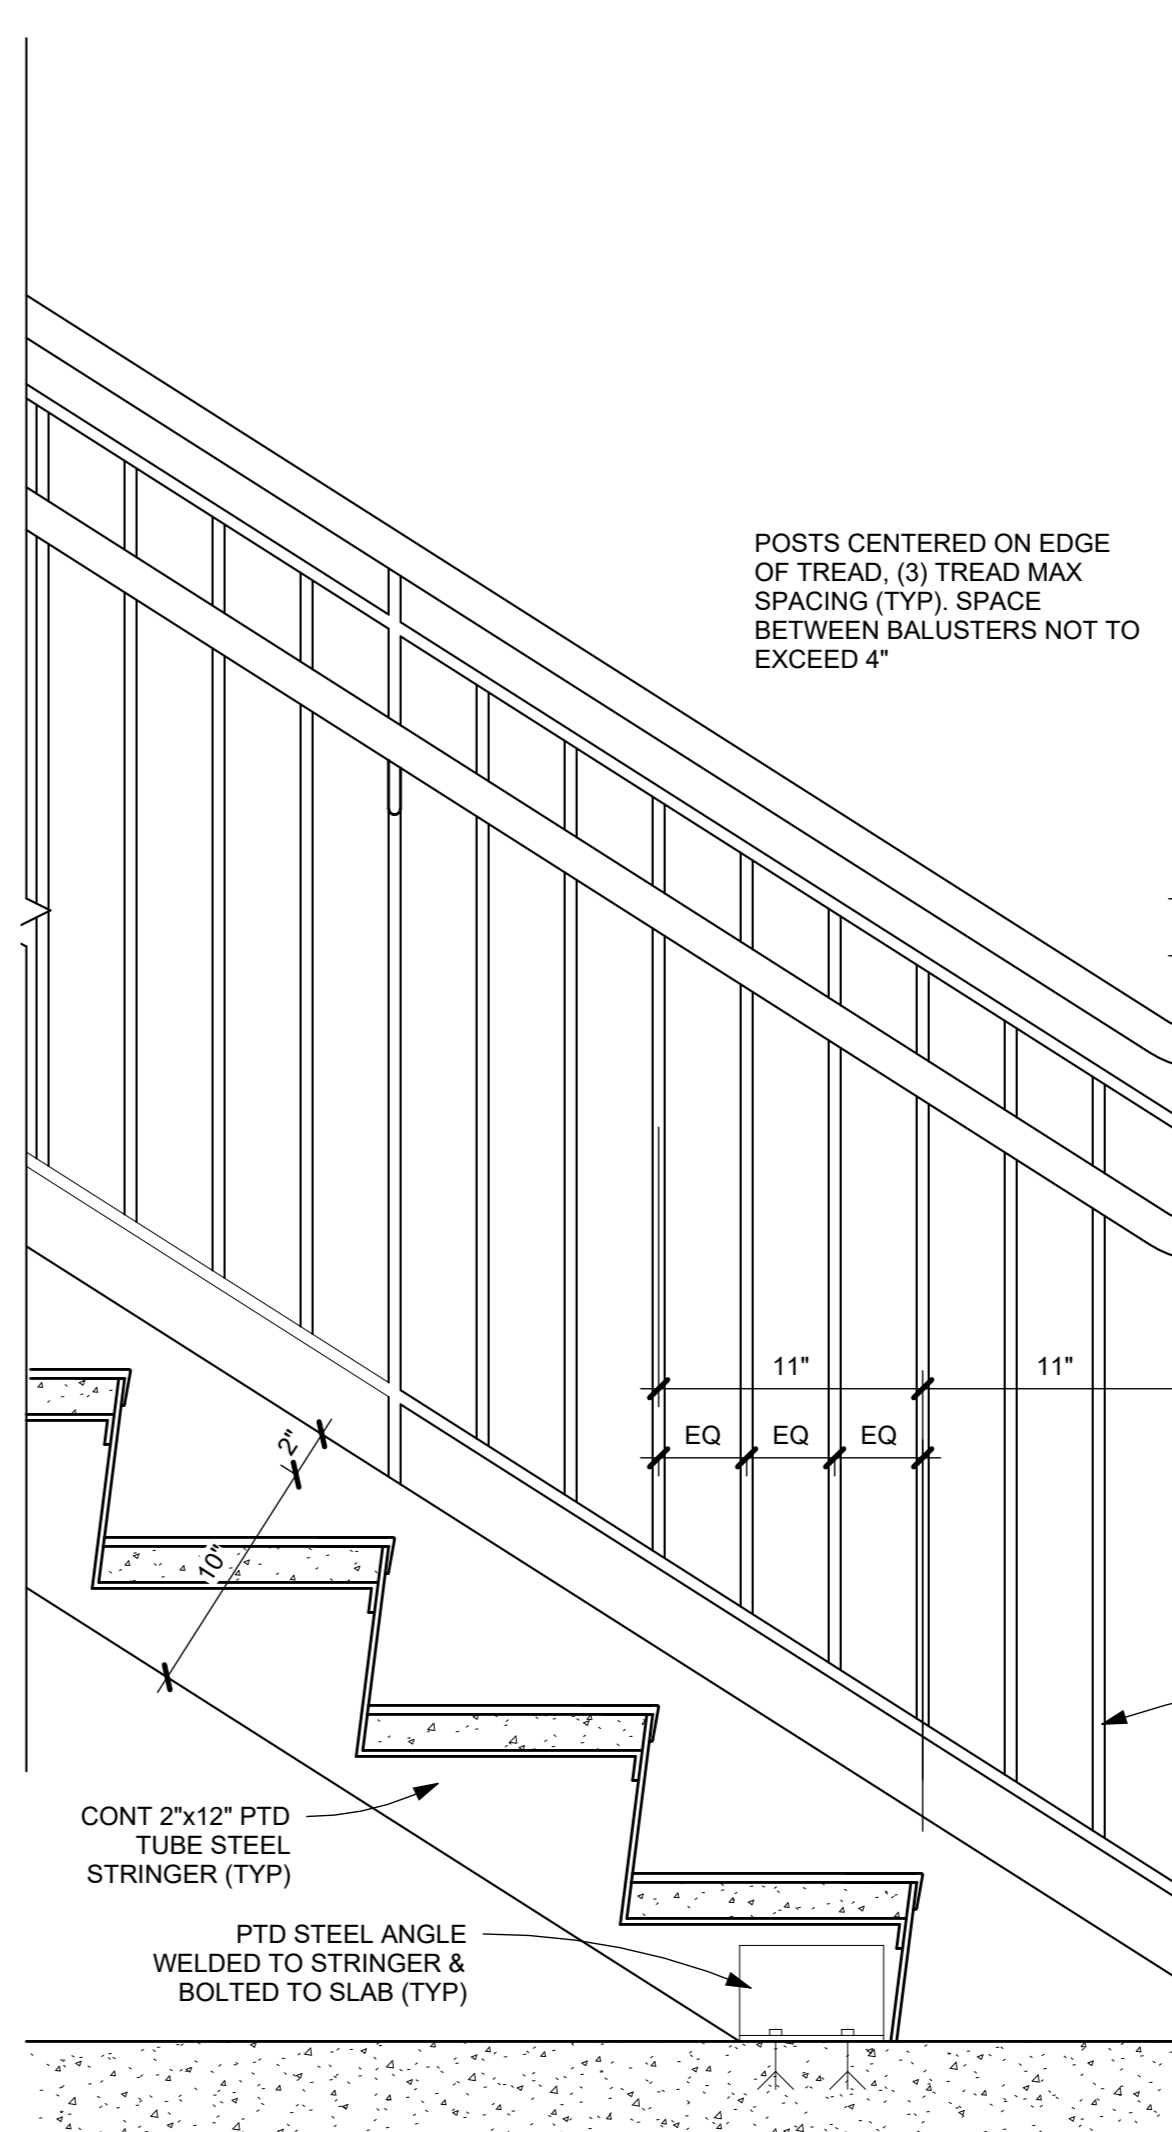 POSTS CENTERED ON EDGE
OF TREAD, (3) TREAD MAX
SPACING (TYP). SPACE
BETWEEN BALUSTERS NOT TO
EXCEED 4"
11"
11"
EQ
EQ
EQ
2"
10"
CONT 2"x12" PTD
TUBE STEEL
STRINGER (TYP)
PTD STEEL ANGLE
WELDED TO STRINGER &
BOLTED TO SLAB (TYP)